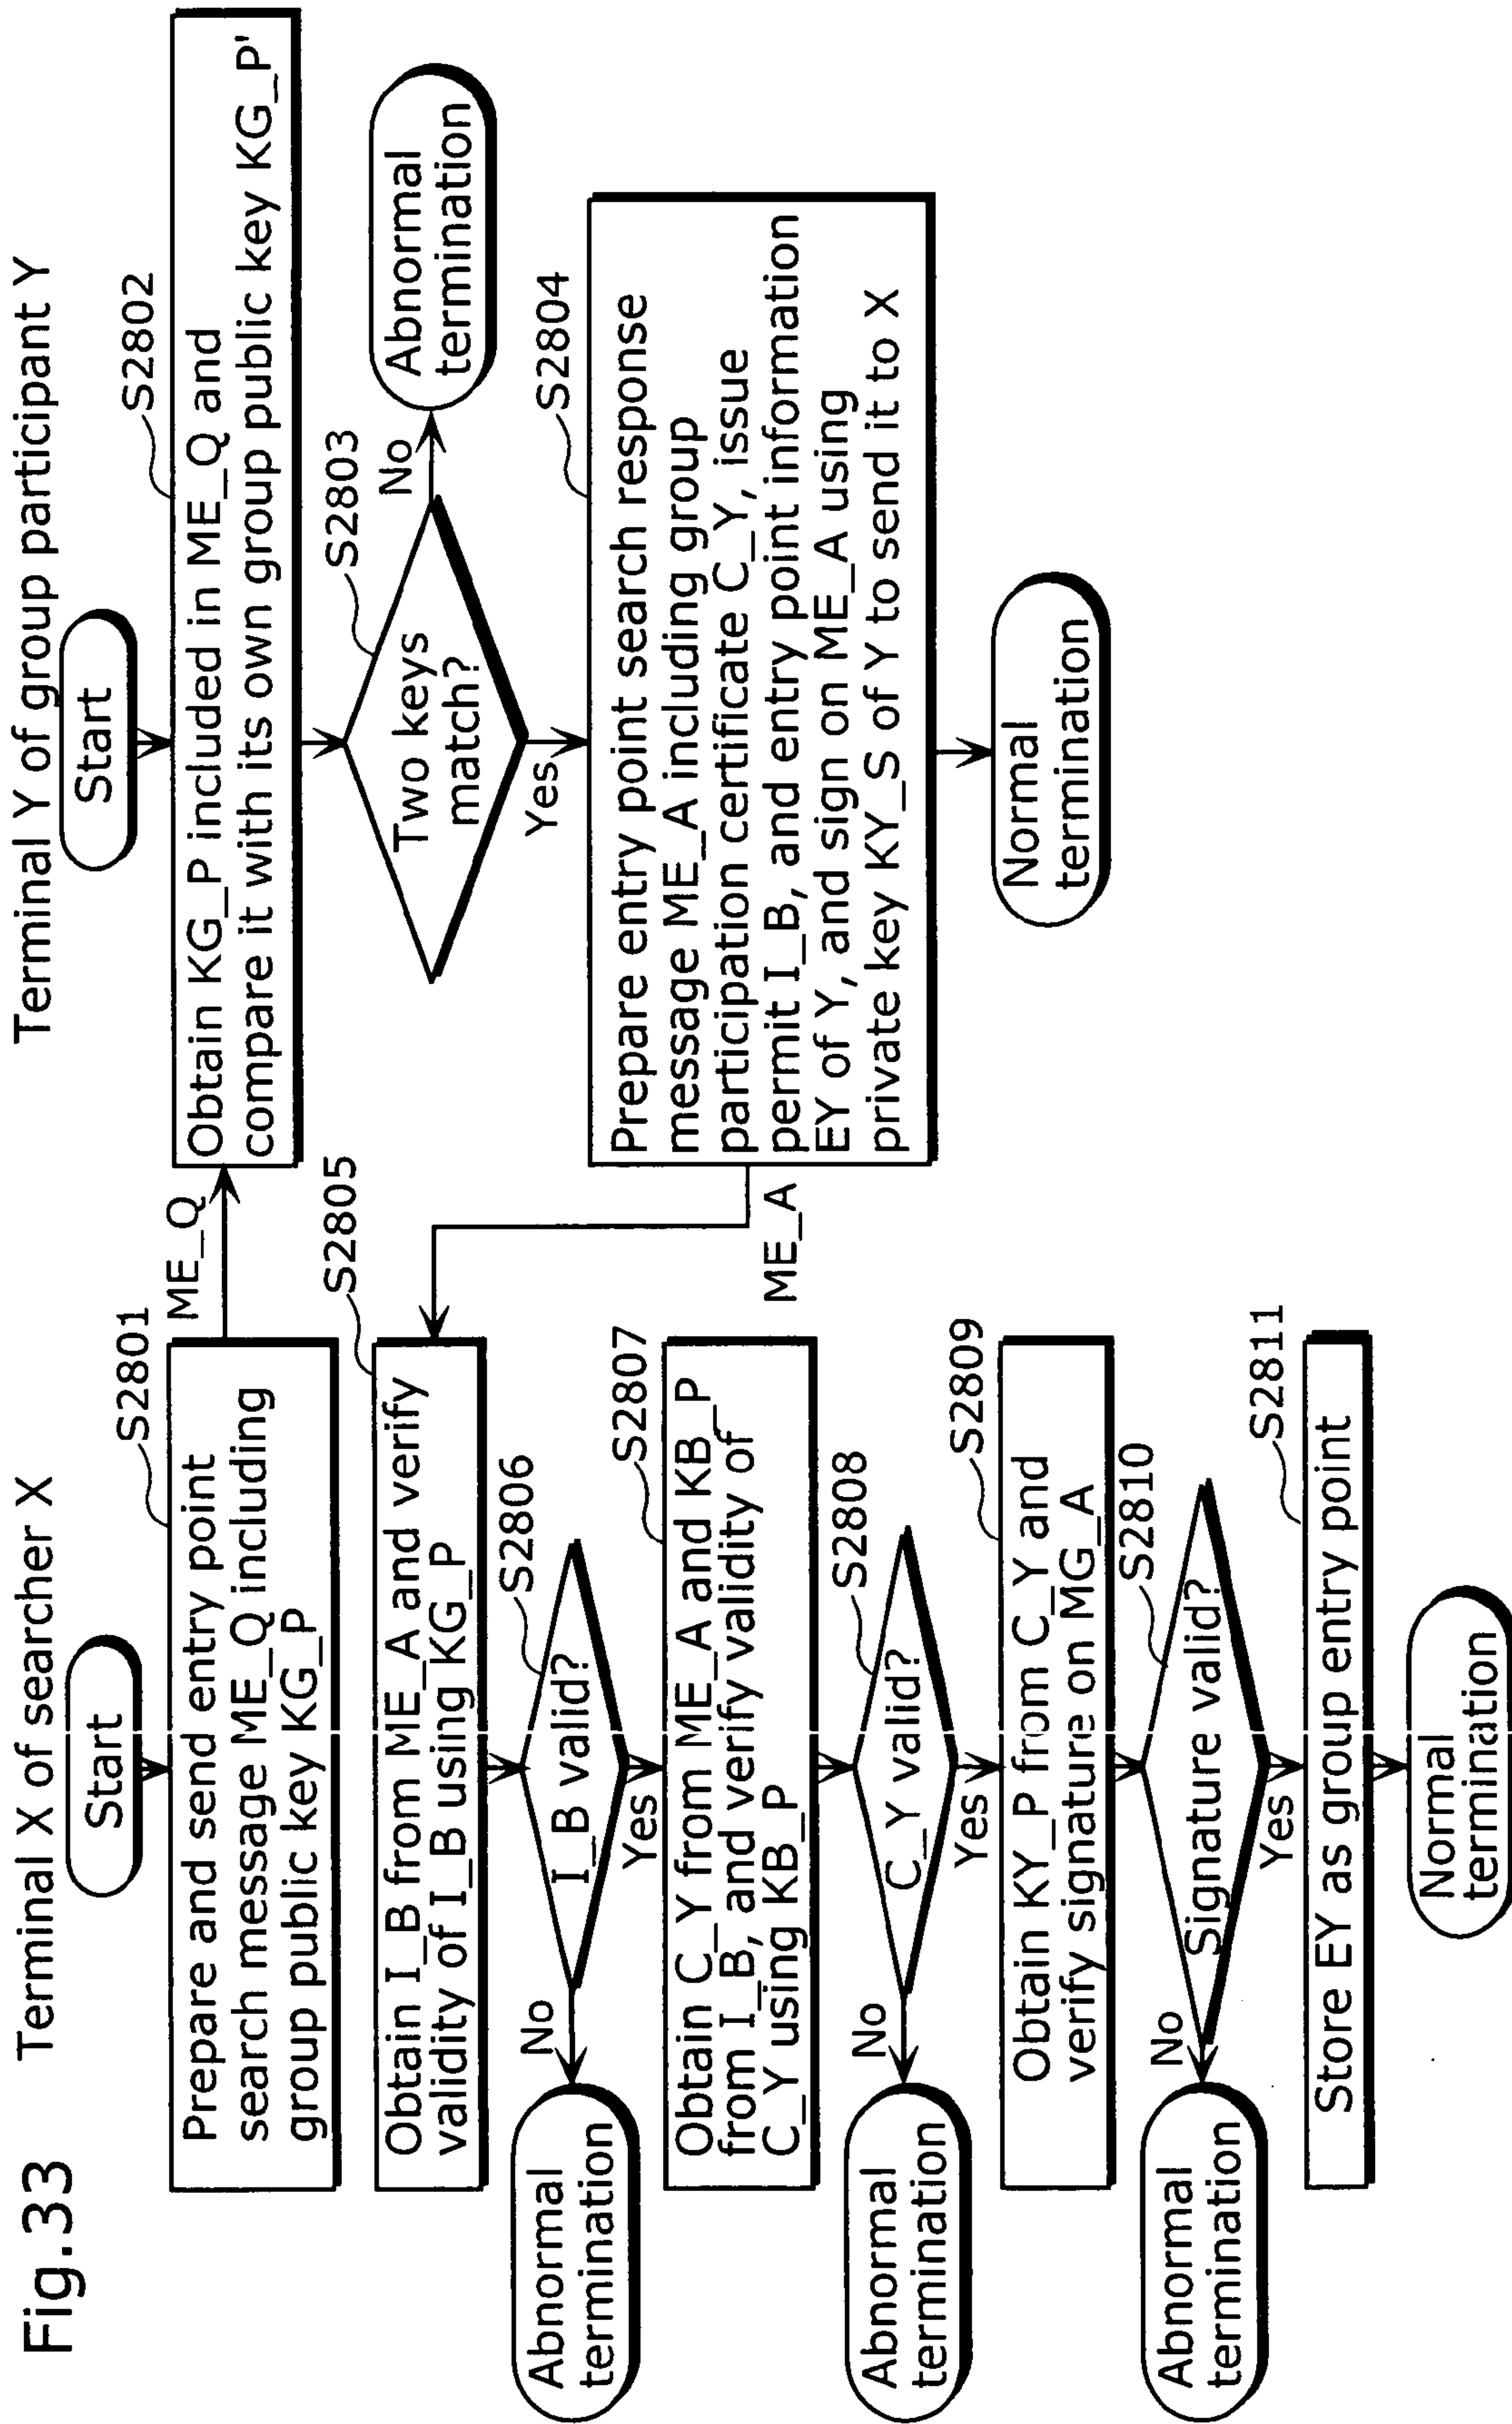 Fig.33
Terminal X of searcher X
Start
S2801
Prepare and send entry point
search message ME_Q including
group public key KG_P
ME_Q
S2805
Obtain I_B from ME_A and verify
validity of I_B using KG_P
S2806
I_B valid?
No
Abnormal
termination
Yes
S2807
Obtain C_Y from ME_A and KB_P
from I_B, and verify validity of
C_Y using KB_P
S2808
C_Y valid?
No
Abnormal
termination
Yes
S2809
Obtain KY_P from C_Y and
verify signature on MG_A
S2810
Signature valid?
No
Abnormal
termination
Yes
S2811
Store EY as group entry point
Normal
termination
Terminal Y of group participant Y
Start
S2802
Obtain KG_P included in ME_Q and
compare it with its own group public key KG_P'
S2803
Two keys
match?
No
Abnormal
termination
Yes
S2804
Prepare entry point search response
message ME_A including group
participation certificate C_Y, issue
permit I_B, and entry point information
EY of Y, and sign on ME_A using
private key KY_S of Y to send it to X
ME_A
Normal
termination